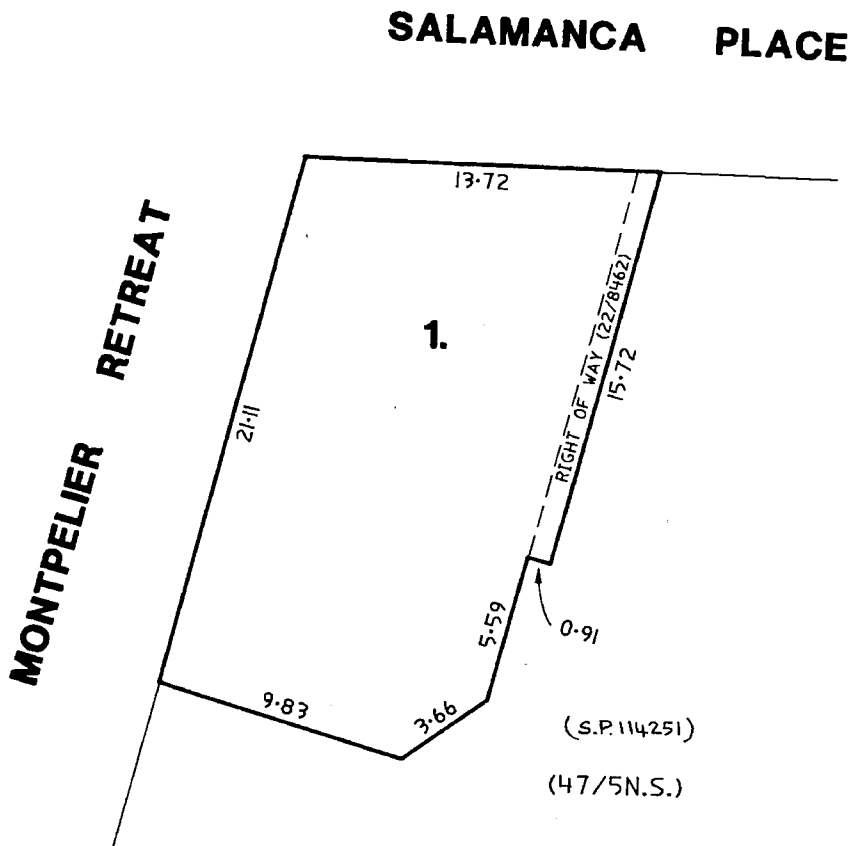 SALAMANCA PLACE
13·72
MONTPELIER RETREAT
1.
RIGHT OF WAY (22/8462)
15·72
21·11
5·59
0·91
9·83
3·66
(S.P. 114251)
(47/5N.S.)